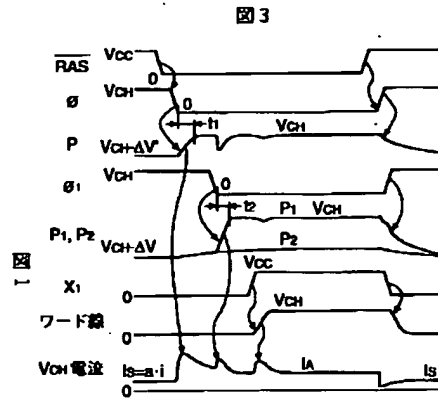 図3
RAS VCC 0
Ø VCH 0
t1
P VCH-ΔV" VCH
Ø1 VCH 0
t2
P1 VCH
P1, P2 VCH-ΔV P2
図1
X1 0 VCC
ワード線 0 VCH
VCH電流 IS=a·i IA IS
0